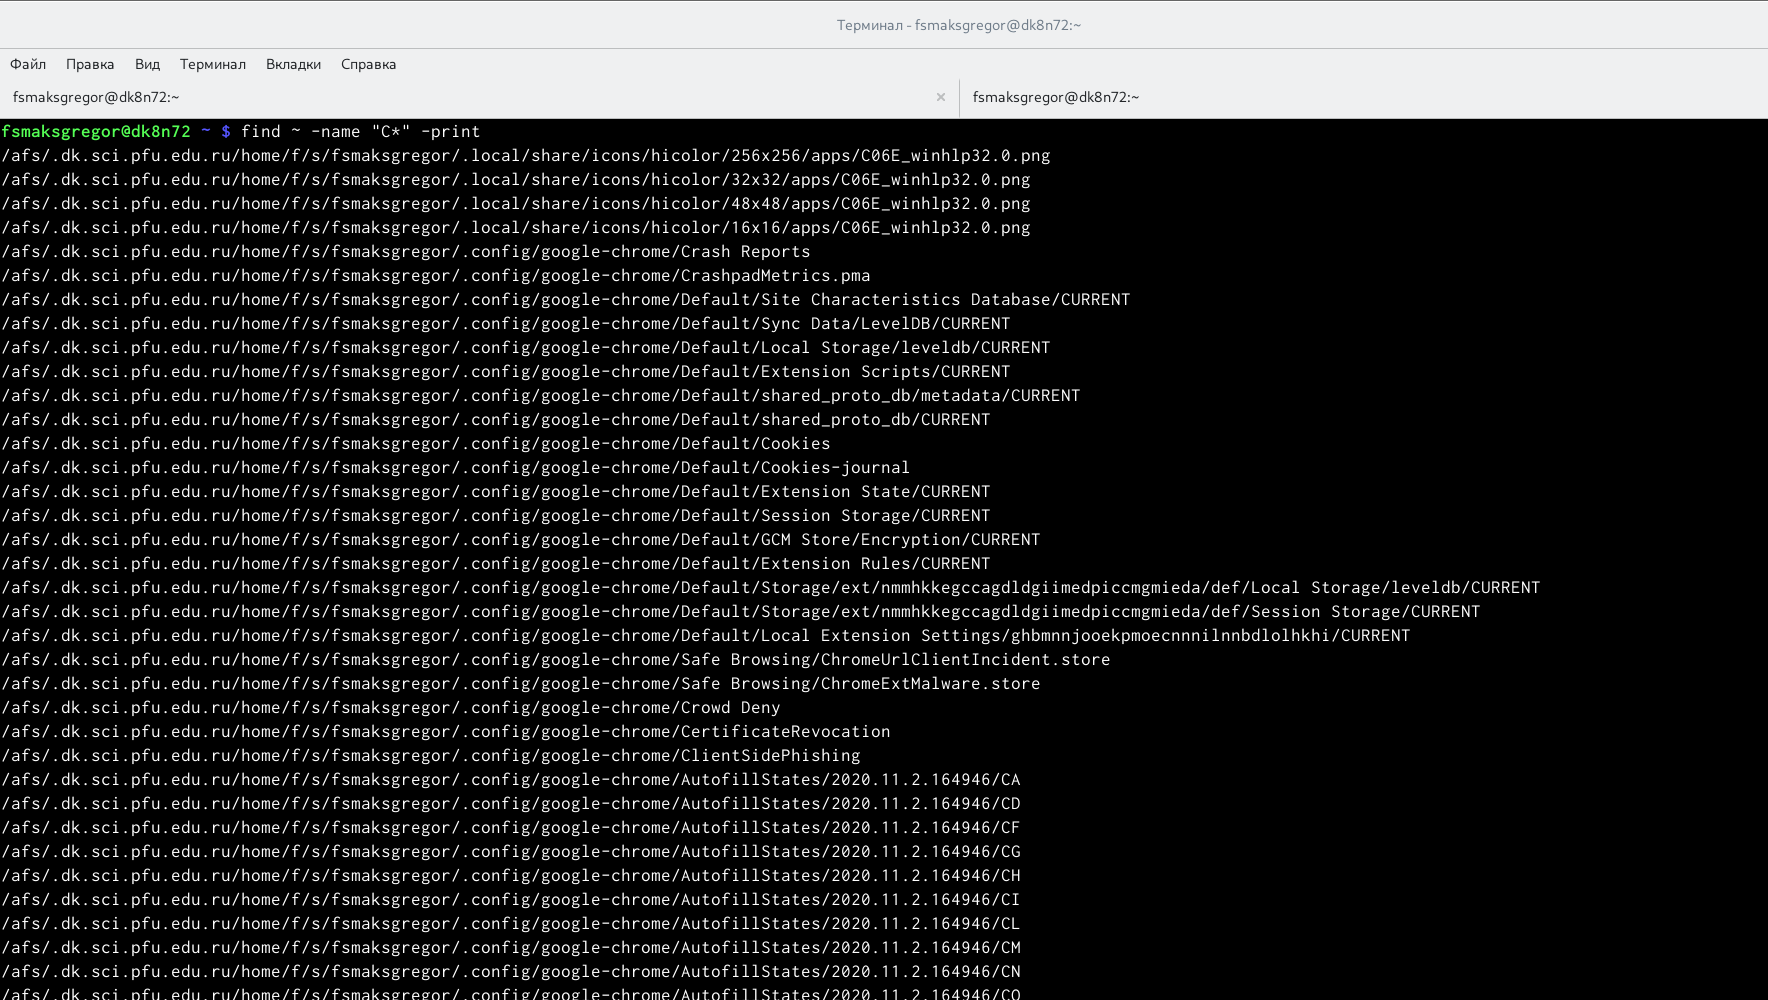 Терминал - fsmaksgregor@dk8n72:~
Файл Правка Вид Терминал Вкладки Справка
fsmaksgregor@dk8n72:~ × fsmaksgregor@dk8n72:~
fsmaksgregor@dk8n72 ~ $ find ~ -name "C*" -print
/afs/.dk.sci.pfu.edu.ru/home/f/s/fsmaksgregor/.local/share/icons/hicolor/256x256/apps/C06E_winhlp32.0.png
/afs/.dk.sci.pfu.edu.ru/home/f/s/fsmaksgregor/.local/share/icons/hicolor/32x32/apps/C06E_winhlp32.0.png
/afs/.dk.sci.pfu.edu.ru/home/f/s/fsmaksgregor/.local/share/icons/hicolor/48x48/apps/C06E_winhlp32.0.png
/afs/.dk.sci.pfu.edu.ru/home/f/s/fsmaksgregor/.local/share/icons/hicolor/16x16/apps/C06E_winhlp32.0.png
/afs/.dk.sci.pfu.edu.ru/home/f/s/fsmaksgregor/.config/google-chrome/Crash Reports
/afs/.dk.sci.pfu.edu.ru/home/f/s/fsmaksgregor/.config/google-chrome/CrashpadMetrics.pma
/afs/.dk.sci.pfu.edu.ru/home/f/s/fsmaksgregor/.config/google-chrome/Default/Site Characteristics Database/CURRENT
/afs/.dk.sci.pfu.edu.ru/home/f/s/fsmaksgregor/.config/google-chrome/Default/Sync Data/LevelDB/CURRENT
/afs/.dk.sci.pfu.edu.ru/home/f/s/fsmaksgregor/.config/google-chrome/Default/Local Storage/leveldb/CURRENT
/afs/.dk.sci.pfu.edu.ru/home/f/s/fsmaksgregor/.config/google-chrome/Default/Extension Scripts/CURRENT
/afs/.dk.sci.pfu.edu.ru/home/f/s/fsmaksgregor/.config/google-chrome/Default/shared_proto_db/metadata/CURRENT
/afs/.dk.sci.pfu.edu.ru/home/f/s/fsmaksgregor/.config/google-chrome/Default/shared_proto_db/CURRENT
/afs/.dk.sci.pfu.edu.ru/home/f/s/fsmaksgregor/.config/google-chrome/Default/Cookies
/afs/.dk.sci.pfu.edu.ru/home/f/s/fsmaksgregor/.config/google-chrome/Default/Cookies-journal
/afs/.dk.sci.pfu.edu.ru/home/f/s/fsmaksgregor/.config/google-chrome/Default/Extension State/CURRENT
/afs/.dk.sci.pfu.edu.ru/home/f/s/fsmaksgregor/.config/google-chrome/Default/Session Storage/CURRENT
/afs/.dk.sci.pfu.edu.ru/home/f/s/fsmaksgregor/.config/google-chrome/Default/GCM Store/Encryption/CURRENT
/afs/.dk.sci.pfu.edu.ru/home/f/s/fsmaksgregor/.config/google-chrome/Default/Extension Rules/CURRENT
/afs/.dk.sci.pfu.edu.ru/home/f/s/fsmaksgregor/.config/google-chrome/Default/Storage/ext/nmmhkkegccagdldgiimedpiccmgmieda/def/Local Storage/leveldb/CURRENT
/afs/.dk.sci.pfu.edu.ru/home/f/s/fsmaksgregor/.config/google-chrome/Default/Storage/ext/nmmhkkegccagdldgiimedpiccmgmieda/def/Session Storage/CURRENT
/afs/.dk.sci.pfu.edu.ru/home/f/s/fsmaksgregor/.config/google-chrome/Default/Local Extension Settings/ghbmnnjooekpmoecnnnilnnbdlolhkhi/CURRENT
/afs/.dk.sci.pfu.edu.ru/home/f/s/fsmaksgregor/.config/google-chrome/Safe Browsing/ChromeUrlClientIncident.store
/afs/.dk.sci.pfu.edu.ru/home/f/s/fsmaksgregor/.config/google-chrome/Safe Browsing/ChromeExtMalware.store
/afs/.dk.sci.pfu.edu.ru/home/f/s/fsmaksgregor/.config/google-chrome/Crowd Deny
/afs/.dk.sci.pfu.edu.ru/home/f/s/fsmaksgregor/.config/google-chrome/CertificateRevocation
/afs/.dk.sci.pfu.edu.ru/home/f/s/fsmaksgregor/.config/google-chrome/ClientSidePhishing
/afs/.dk.sci.pfu.edu.ru/home/f/s/fsmaksgregor/.config/google-chrome/AutofillStates/2020.11.2.164946/CA
/afs/.dk.sci.pfu.edu.ru/home/f/s/fsmaksgregor/.config/google-chrome/AutofillStates/2020.11.2.164946/CD
/afs/.dk.sci.pfu.edu.ru/home/f/s/fsmaksgregor/.config/google-chrome/AutofillStates/2020.11.2.164946/CF
/afs/.dk.sci.pfu.edu.ru/home/f/s/fsmaksgregor/.config/google-chrome/AutofillStates/2020.11.2.164946/CG
/afs/.dk.sci.pfu.edu.ru/home/f/s/fsmaksgregor/.config/google-chrome/AutofillStates/2020.11.2.164946/CH
/afs/.dk.sci.pfu.edu.ru/home/f/s/fsmaksgregor/.config/google-chrome/AutofillStates/2020.11.2.164946/CI
/afs/.dk.sci.pfu.edu.ru/home/f/s/fsmaksgregor/.config/google-chrome/AutofillStates/2020.11.2.164946/CL
/afs/.dk.sci.pfu.edu.ru/home/f/s/fsmaksgregor/.config/google-chrome/AutofillStates/2020.11.2.164946/CM
/afs/.dk.sci.pfu.edu.ru/home/f/s/fsmaksgregor/.config/google-chrome/AutofillStates/2020.11.2.164946/CN
/afs/.dk.sci.pfu.edu.ru/home/f/s/fsmaksgregor/.config/google-chrome/AutofillStates/2020.11.2.164946/CO